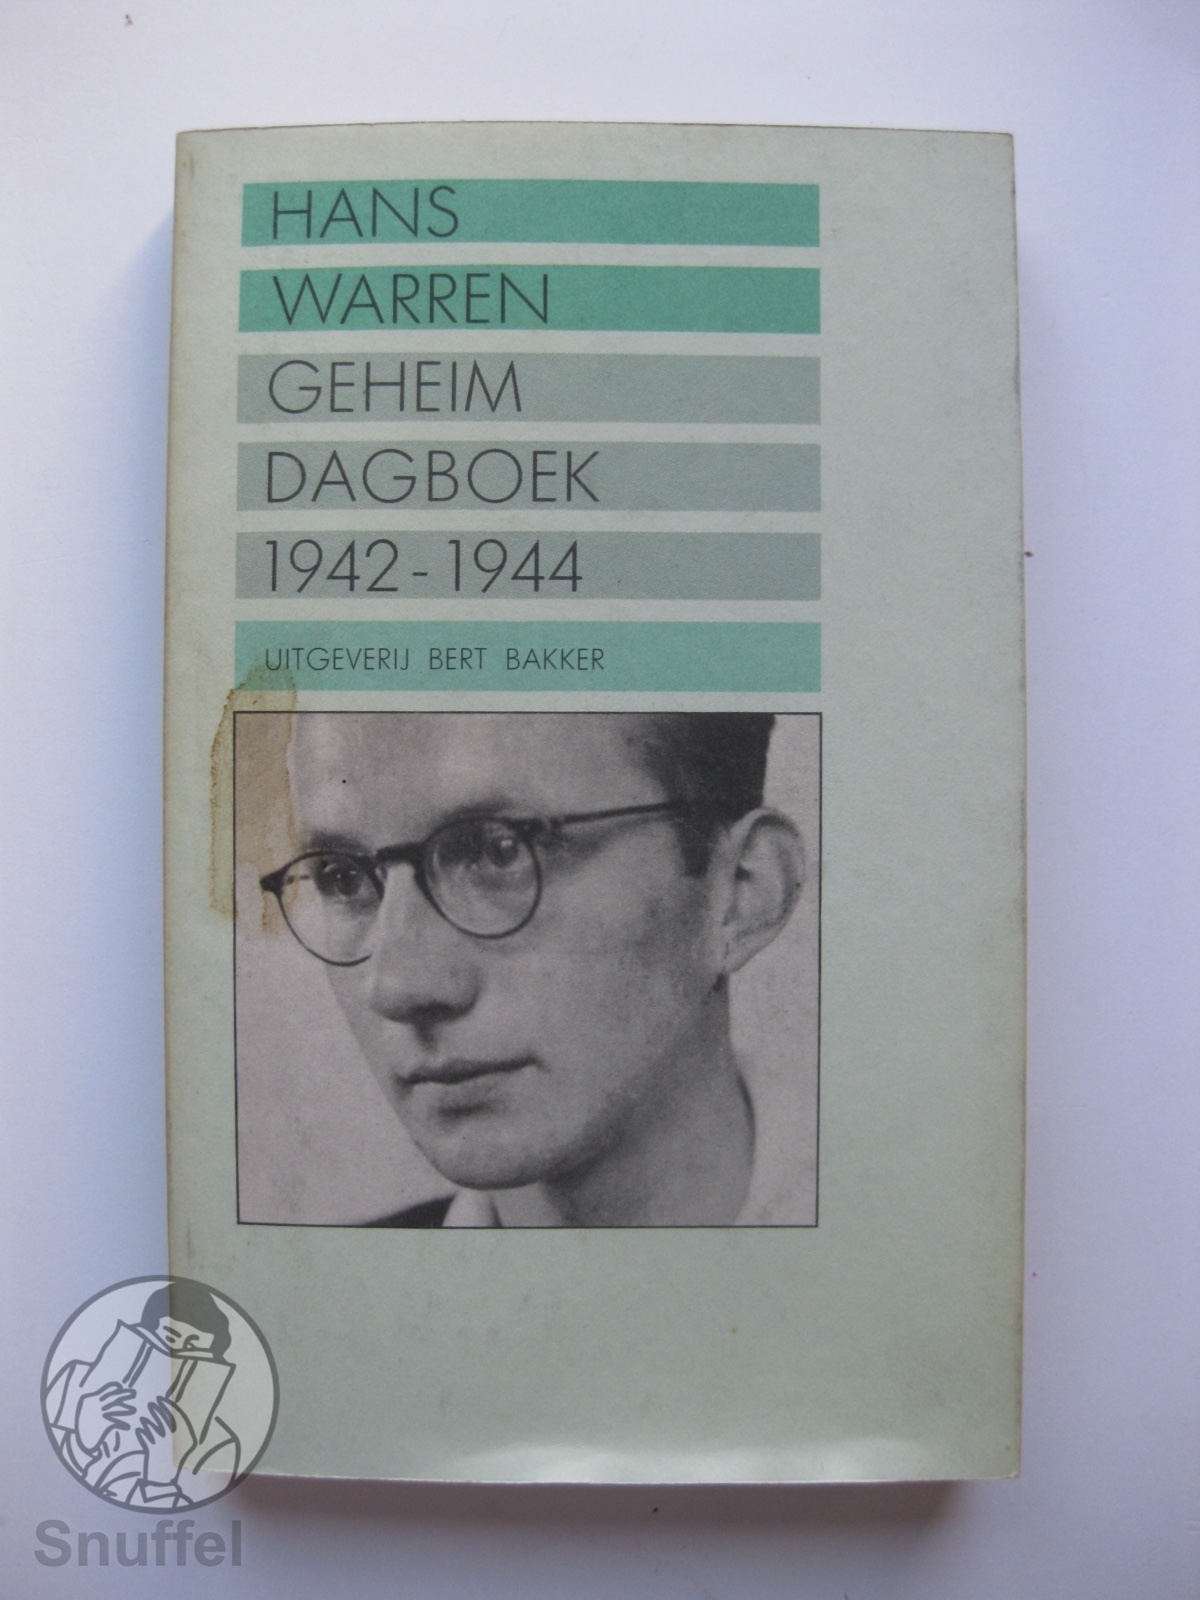 HANS
WARREN
GEHEIM
DAGBOEK
1942-1944
UITGEVERIJ BERT BAKKER
Snuffel